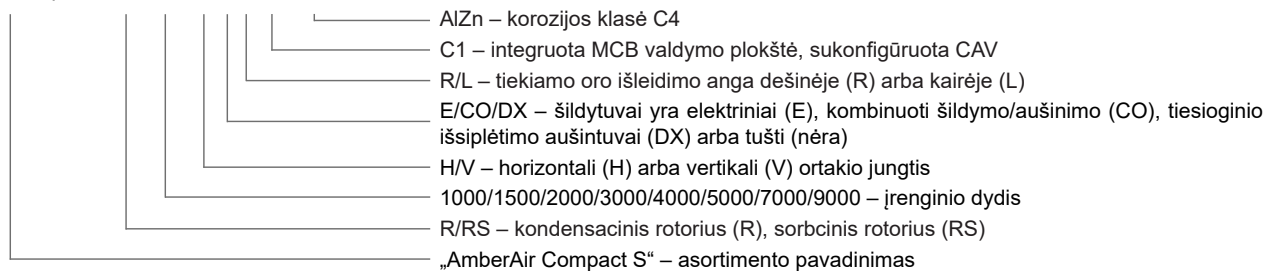 AlZn – korozijos klasė C4
C1 – integruota MCB valdymo plokštė, sukonfigūruota CAV
R/L – tiekiamo oro išleidimo anga dešinėje (R) arba kairėje (L)
E/CO/DX – šildytuvai yra elektriniai (E), kombinuoti šildymo/aušinimo (CO), tiesioginio
išsiplėtimo aušintuvai (DX) arba tušti (nėra)
H/V – horizontali (H) arba vertikali (V) ortakio jungtis
1000/1500/2000/3000/4000/5000/7000/9000 – įrenginio dydis
R/RS – kondensacinis rotorius (R), sorbcinis rotorius (RS)
„AmberAir Compact S“ – asortimento pavadinimas